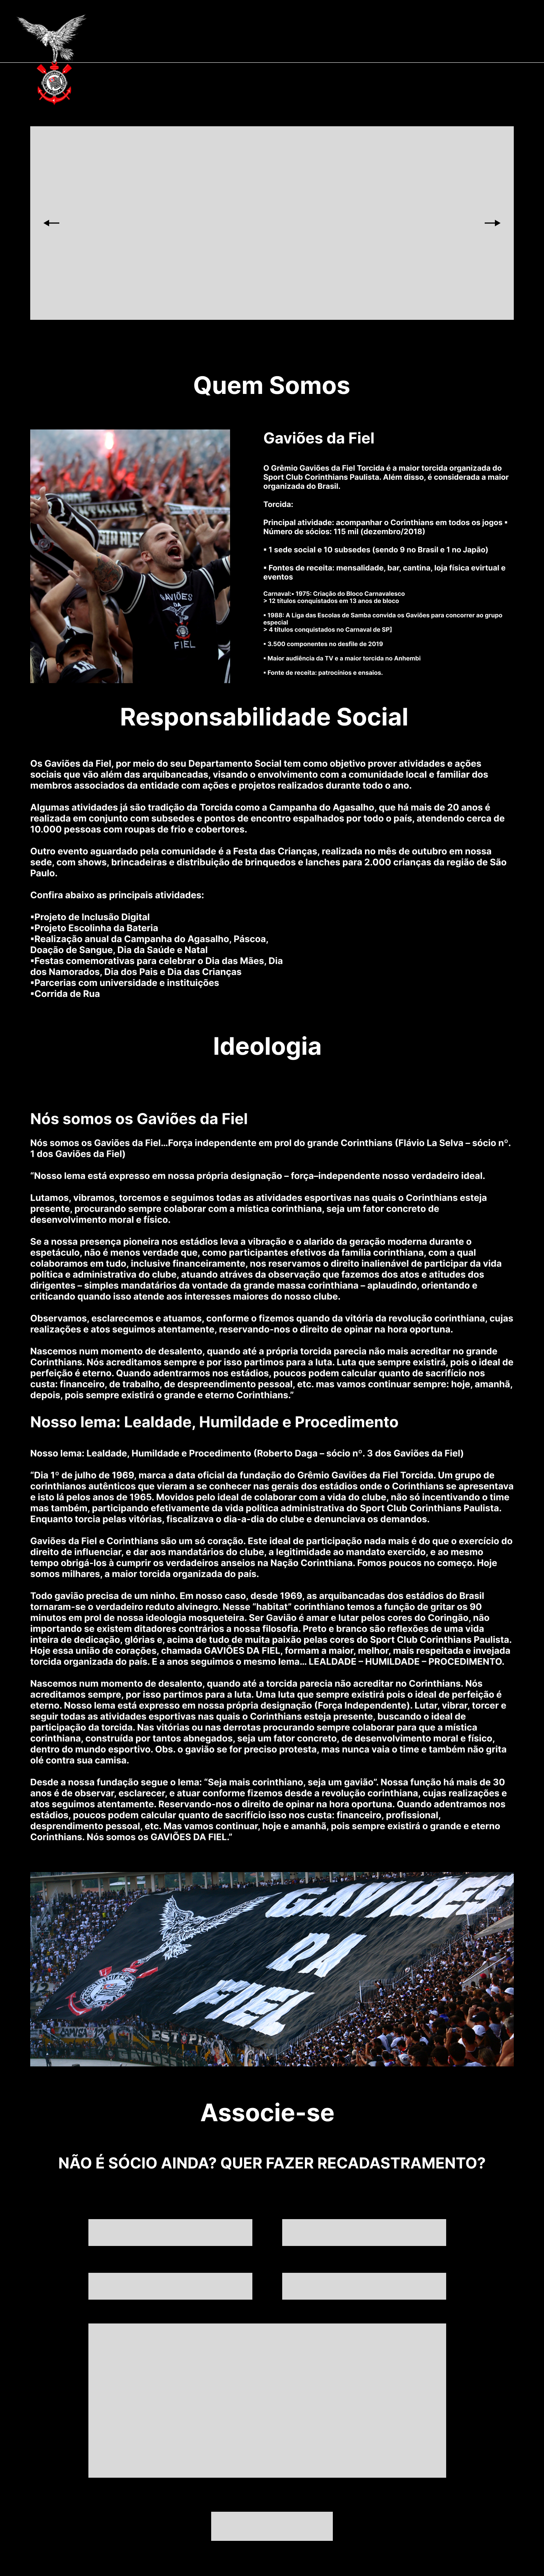 Quem Somos
GAVIÕES
DA
FIEL
Gaviões da Fiel
O Grêmio Gaviões da Fiel Torcida é a maior torcida organizada do
Sport Club Corinthians Paulista. Além disso, é considerada a maior
organizada do Brasil.
Torcida:
Principal atividade: acompanhar o Corinthians em todos os jogos •
Número de sócios: 115 mil (dezembro/2018)
• 1 sede social e 10 subsedes (sendo 9 no Brasil e 1 no Japão)
• Fontes de receita: mensalidade, bar, cantina, loja física evirtual e
eventos
Carnaval:• 1975: Criação do Bloco Carnavalesco
> 12 títulos conquistados em 13 anos de bloco
• 1988: A Liga das Escolas de Samba convida os Gaviões para concorrer ao grupo
especial
> 4 títulos conquistados no Carnaval de SP]
• 3.500 componentes no desfile de 2019
• Maior audiência da TV e a maior torcida no Anhembi
• Fonte de receita: patrocínios e ensaios.
Responsabilidade Social
Os Gaviões da Fiel, por meio do seu Departamento Social tem como objetivo prover atividades e ações
sociais que vão além das arquibancadas, visando o envolvimento com a comunidade local e familiar dos
membros associados da entidade com ações e projetos realizados durante todo o ano.
Algumas atividades já são tradição da Torcida como a Campanha do Agasalho, que há mais de 20 anos é
realizada em conjunto com subsedes e pontos de encontro espalhados por todo o país, atendendo cerca de
10.000 pessoas com roupas de frio e cobertores.
Outro evento aguardado pela comunidade é a Festa das Crianças, realizada no mês de outubro em nossa
sede, com shows, brincadeiras e distribuição de brinquedos e lanches para 2.000 crianças da região de São
Paulo.
Confira abaixo as principais atividades:
•Projeto de Inclusão Digital
•Projeto Escolinha da Bateria
•Realização anual da Campanha do Agasalho, Páscoa,
Doação de Sangue, Dia da Saúde e Natal
•Festas comemorativas para celebrar o Dia das Mães, Dia
dos Namorados, Dia dos Pais e Dia das Crianças
•Parcerias com universidade e instituições
•Corrida de Rua
Ideologia
Nós somos os Gaviões da Fiel
Nós somos os Gaviões da Fiel…Força independente em prol do grande Corinthians (Flávio La Selva – sócio nº.
1 dos Gaviões da Fiel)
“Nosso lema está expresso em nossa própria designação – força–independente nosso verdadeiro ideal.
Lutamos, vibramos, torcemos e seguimos todas as atividades esportivas nas quais o Corinthians esteja
presente, procurando sempre colaborar com a mística corinthiana, seja um fator concreto de
desenvolvimento moral e físico.
Se a nossa presença pioneira nos estádios leva a vibração e o alarido da geração moderna durante o
espetáculo, não é menos verdade que, como participantes efetivos da família corinthiana, com a qual
colaboramos em tudo, inclusive financeiramente, nos reservamos o direito inalienável de participar da vida
política e administrativa do clube, atuando atráves da observação que fazemos dos atos e atitudes dos
dirigentes – simples mandatários da vontade da grande massa corinthiana – aplaudindo, orientando e
criticando quando isso atende aos interesses maiores do nosso clube.
Observamos, esclarecemos e atuamos, conforme o fizemos quando da vitória da revolução corinthiana, cujas
realizações e atos seguimos atentamente, reservando-nos o direito de opinar na hora oportuna.
Nascemos num momento de desalento, quando até a própria torcida parecia não mais acreditar no grande
Corinthians. Nós acreditamos sempre e por isso partimos para a luta. Luta que sempre existirá, pois o ideal de
perfeição é eterno. Quando adentrarmos nos estádios, poucos podem calcular quanto de sacrifício nos
custa: financeiro, de trabalho, de despreendimento pessoal, etc. mas vamos continuar sempre: hoje, amanhã,
depois, pois sempre existirá o grande e eterno Corinthians.”
Nosso lema: Lealdade, Humildade e Procedimento
Nosso lema: Lealdade, Humildade e Procedimento (Roberto Daga – sócio nº. 3 dos Gaviões da Fiel)
“Dia 1º de julho de 1969, marca a data oficial da fundação do Grêmio Gaviões da Fiel Torcida. Um grupo de
corinthianos autênticos que vieram a se conhecer nas gerais dos estádios onde o Corinthians se apresentava
e isto lá pelos anos de 1965. Movidos pelo ideal de colaborar com a vida do clube, não só incentivando o time
mas também, participando efetivamente da vida política administrativa do Sport Club Corinthians Paulista.
Enquanto torcia pelas vitórias, fiscalizava o dia-a-dia do clube e denunciava os demandos.
Gaviões da Fiel e Corinthians são um só coração. Este ideal de participação nada mais é do que o exercício do
direito de influenciar, e dar aos mandatários do clube, a legitimidade ao mandato exercido, e ao mesmo
tempo obrigá-los à cumprir os verdadeiros anseios na Nação Corinthiana. Fomos poucos no começo. Hoje
somos milhares, a maior torcida organizada do país.
Todo gavião precisa de um ninho. Em nosso caso, desde 1969, as arquibancadas dos estádios do Brasil
tornaram-se o verdadeiro reduto alvinegro. Nesse “habitat” corinthiano temos a função de gritar os 90
minutos em prol de nossa ideologia mosqueteira. Ser Gavião é amar e lutar pelos cores do Coringão, não
importando se existem ditadores contrários a nossa filosofia. Preto e branco são reflexões de uma vida
inteira de dedicação, glórias e, acima de tudo de muita paixão pelas cores do Sport Club Corinthians Paulista.
Hoje essa união de corações, chamada GAVIÕES DA FIEL, formam a maior, melhor, mais respeitada e invejada
torcida organizada do país. E a anos seguimos o mesmo lema… LEALDADE – HUMILDADE – PROCEDIMENTO.
Nascemos num momento de desalento, quando até a torcida parecia não acreditar no Corinthians. Nós
acreditamos sempre, por isso partimos para a luta. Uma luta que sempre existirá pois o ideal de perfeição é
eterno. Nosso lema está expresso em nossa própria designação (Força Independente). Lutar, vibrar, torcer e
seguir todas as atividades esportivas nas quais o Corinthians esteja presente, buscando o ideal de
participação da torcida. Nas vitórias ou nas derrotas procurando sempre colaborar para que a mística
corinthiana, construída por tantos abnegados, seja um fator concreto, de desenvolvimento moral e físico,
dentro do mundo esportivo. Obs. o gavião se for preciso protesta, mas nunca vaia o time e também não grita
olé contra sua camisa.
Desde a nossa fundação segue o lema: “Seja mais corinthiano, seja um gavião”. Nossa função há mais de 30
anos é de observar, esclarecer, e atuar conforme fizemos desde a revolução corinthiana, cujas realizações e
atos seguimos atentamente. Reservando-nos o direito de opinar na hora oportuna. Quando adentramos nos
estádios, poucos podem calcular quanto de sacrifício isso nos custa: financeiro, profissional,
desprendimento pessoal, etc. Mas vamos continuar, hoje e amanhã, pois sempre existirá o grande e eterno
Corinthians. Nós somos os GAVIÕES DA FIEL.”
GAVIÕES
DA
FIEL
Associe-se
NÃO É SÓCIO AINDA? QUER FAZER RECADASTRAMENTO?